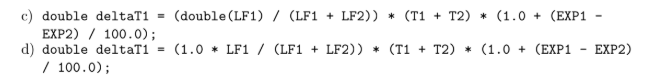 c) double deltaT1 = (double(LF1) / (LF1 + LF2)) * (T1 + T2) * (1.0 + (EXP1 -
EXP2) / 100.0);
d) double deltaT1 = (1.0 * LF1 / (LF1 + LF2)) * (T1 + T2) * (1.0 + (EXP1 - EXP2)
/ 100.0);